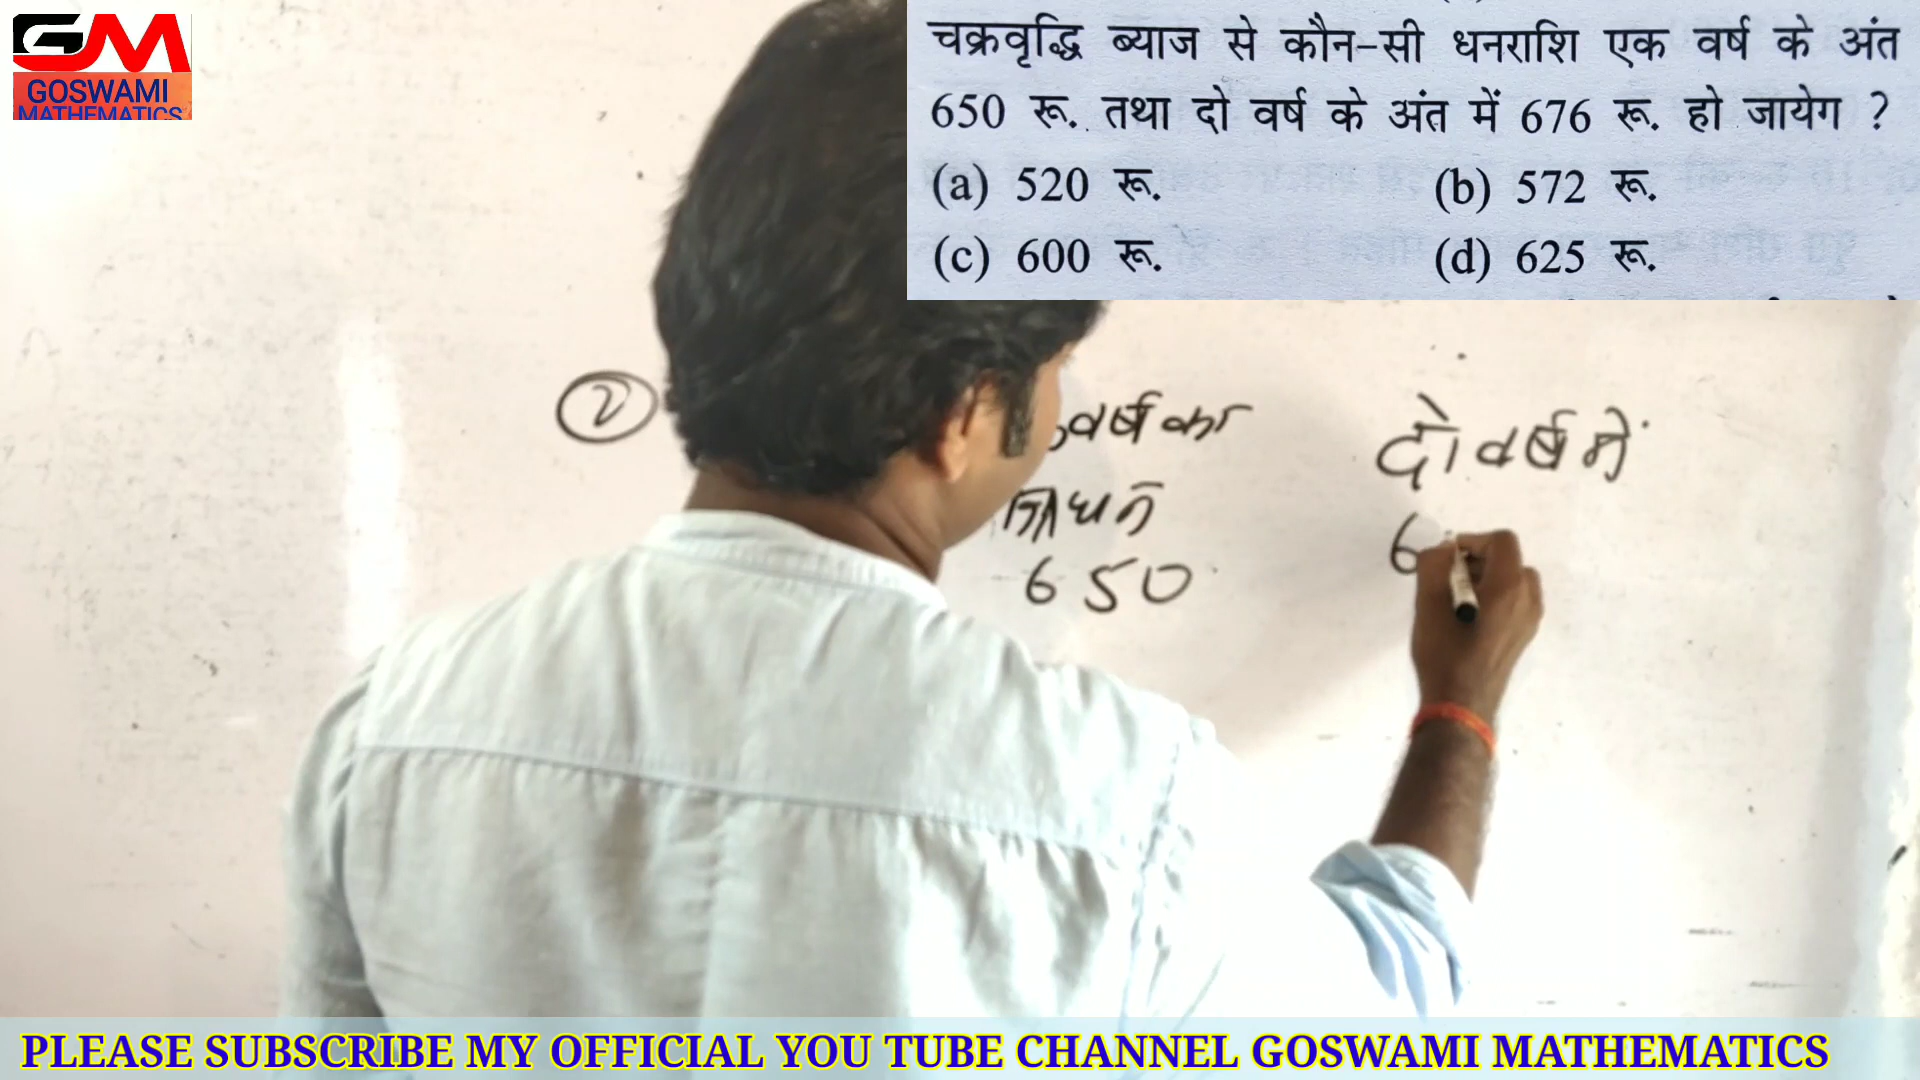 GM
GOSWAMI
MATHEMATICS
चक्रवृद्धि ब्याज से कौन-सी धनराशि एक वर्ष के अंत
650 रू. तथा दो वर्ष के अंत में 676 रू. हो जायेग ?
(a) 520 रू. (b) 572 रू.
(c) 600 रू. (d) 625 रू.
2 वर्ष का दो वर्ष में
650 6
PLEASE SUBSCRIBE MY OFFICIAL YOU TUBE CHANNEL GOSWAMI MATHEMATICS